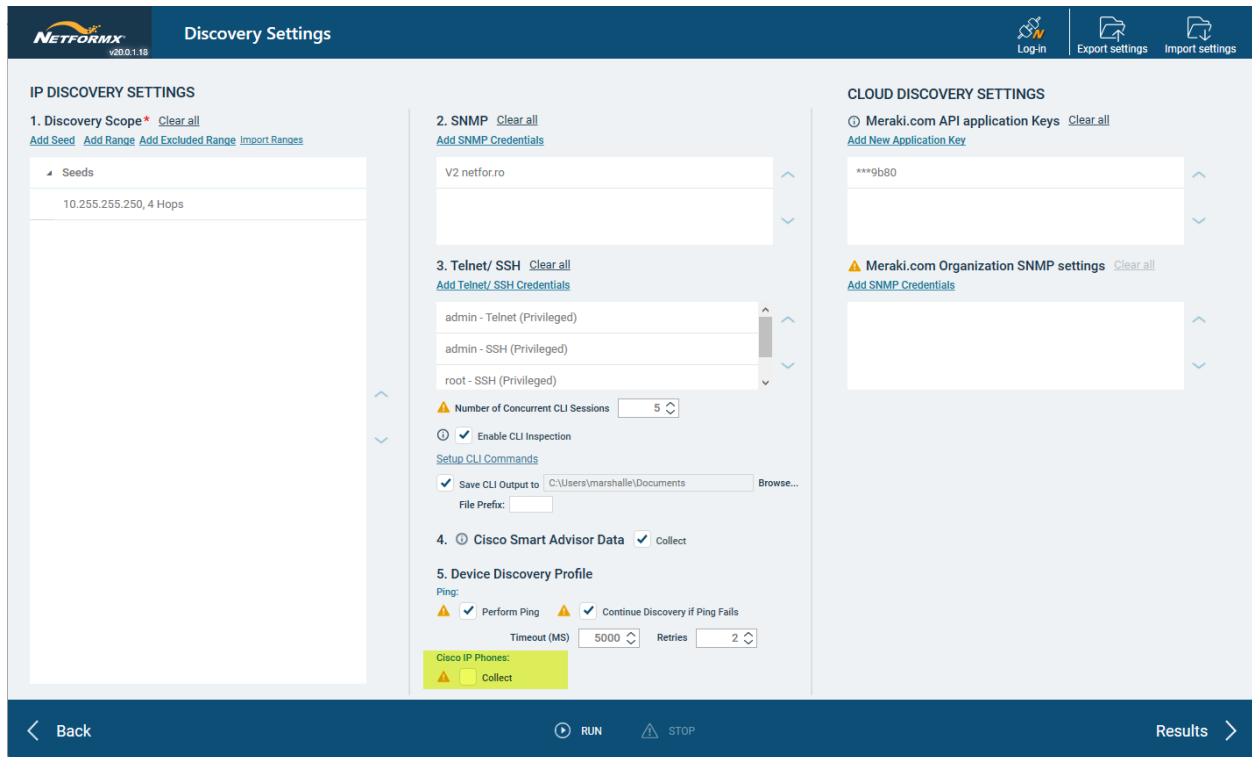 NETFORMX
v20.0.1.18
Discovery Settings
Log-in
Export settings
Import settings
IP DISCOVERY SETTINGS
1. Discovery Scope* Clear all
Add Seed Add Range Add Excluded Range Import Ranges
Seeds
10.255.255.250, 4 Hops
2. SNMP Clear all
Add SNMP Credentials
V2 netfor.ro
3. Telnet/ SSH Clear all
Add Telnet/ SSH Credentials
admin - Telnet (Privileged)
admin - SSH (Privileged)
root - SSH (Privileged)
Number of Concurrent CLI Sessions 5
Enable CLI Inspection
Setup CLI Commands
Save CLI Output to C:\Users\marshalle\Documents Browse...
File Prefix:
4. Cisco Smart Advisor Data Collect
5. Device Discovery Profile
Ping:
Perform Ping Continue Discovery if Ping Fails
Timeout (MS) 5000 Retries 2
Cisco IP Phones:
Collect
CLOUD DISCOVERY SETTINGS
Meraki.com API application Keys Clear all
Add New Application Key
***9b80
Meraki.com Organization SNMP settings Clear all
Add SNMP Credentials
Back
RUN
STOP
Results